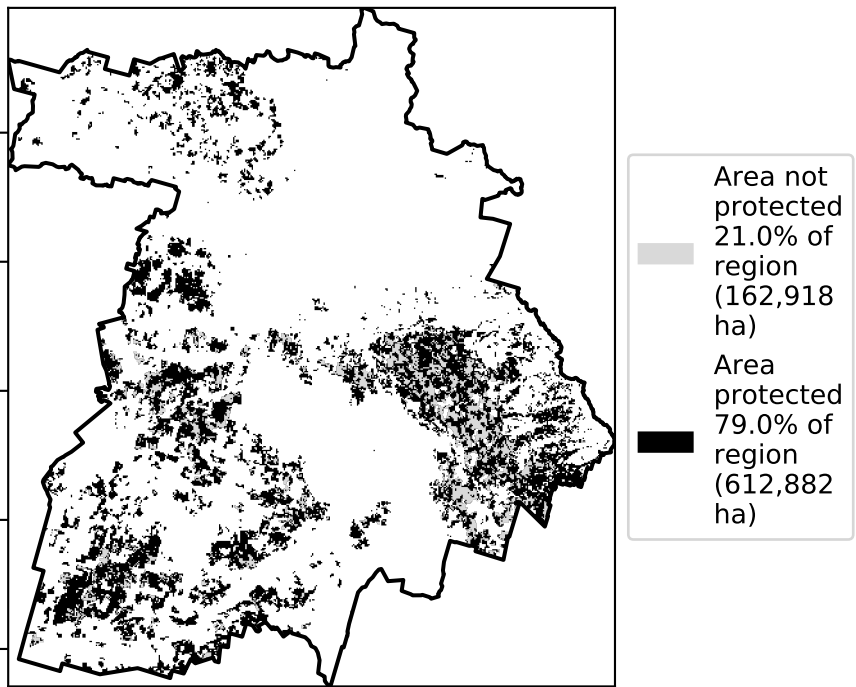 Area not
protected
21.0% of
region
(162,918
ha)
Area
protected
79.0% of
region
(612,882
ha)